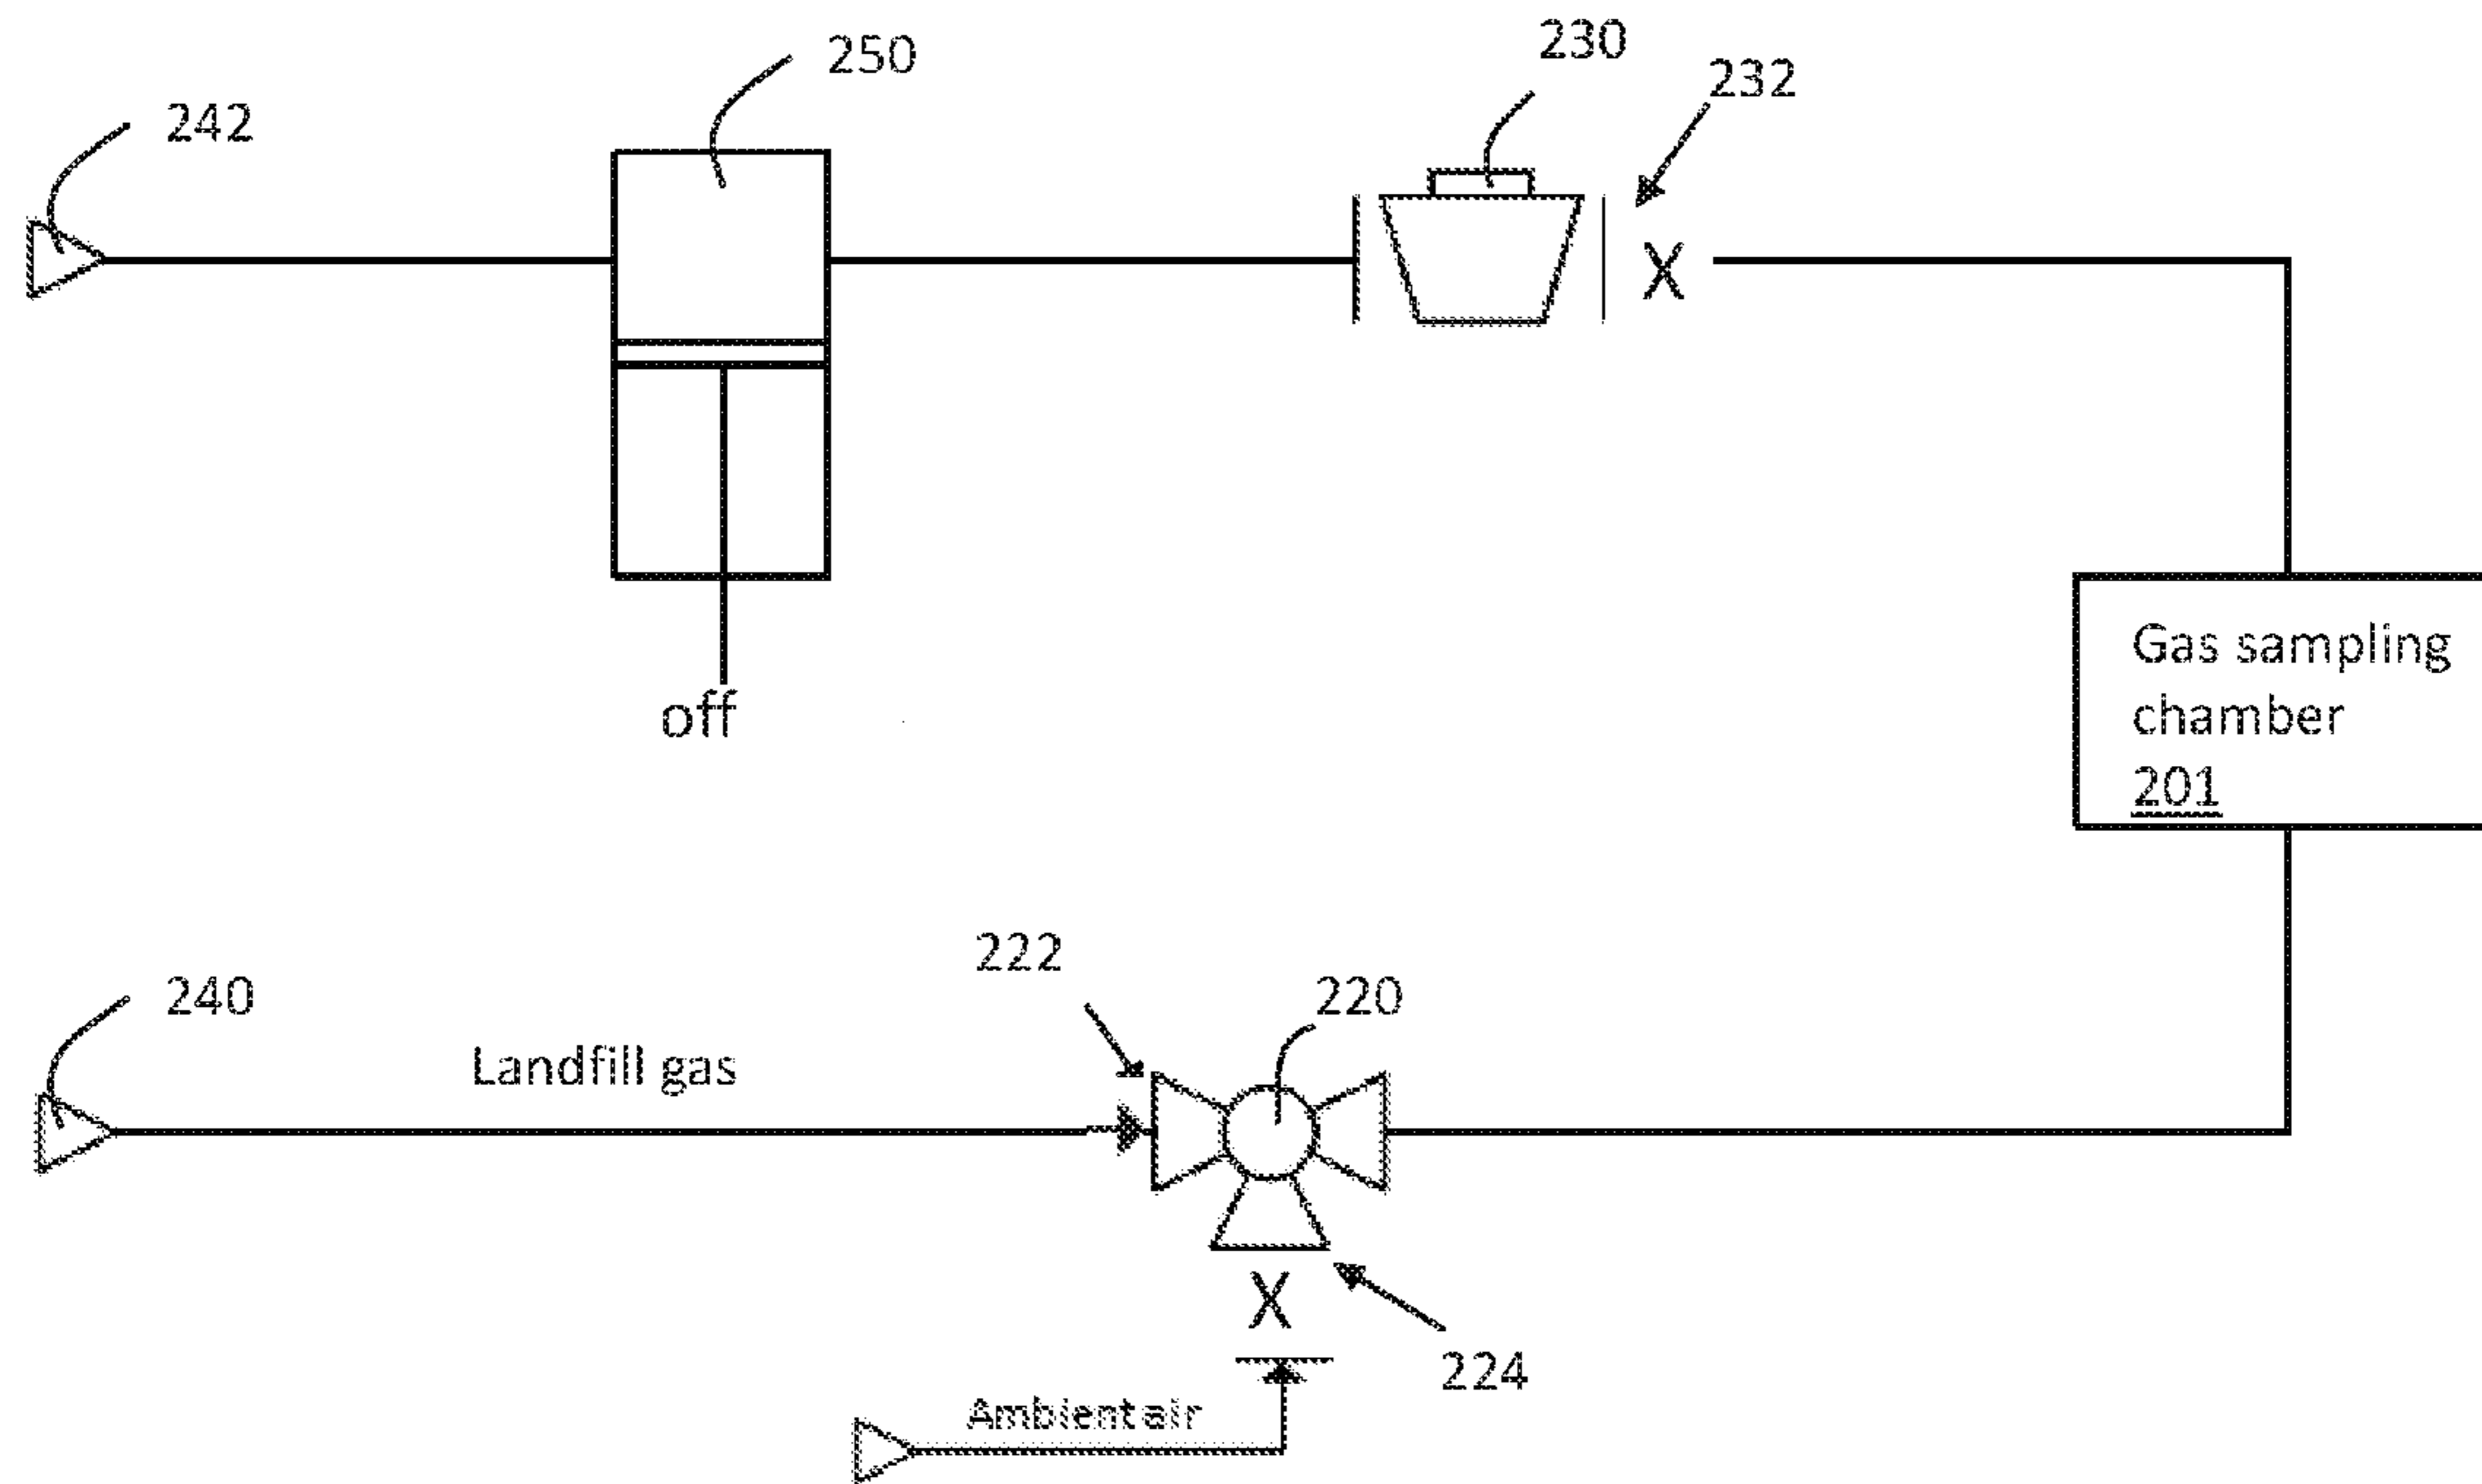 230
250
232
242
X
Gas sampling
chamber
201
off
222
220
240
Landfill gas
X
224
Ambient air